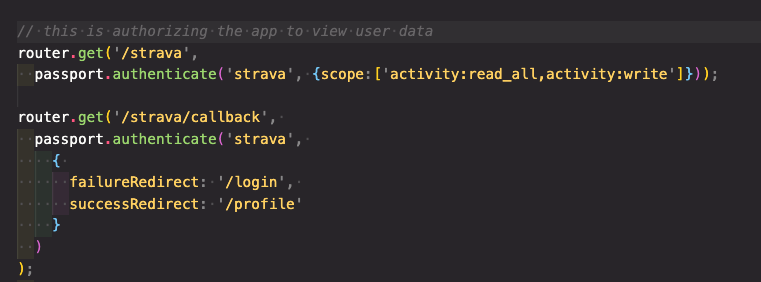 // this is authorizing the app to view user data
router.get('/strava',
passport.authenticate('strava', {scope:['activity:read_all,activity:write']}));
router.get('/strava/callback',
passport.authenticate('strava',
{
failureRedirect: '/login',
successRedirect: '/profile'
}
)
);